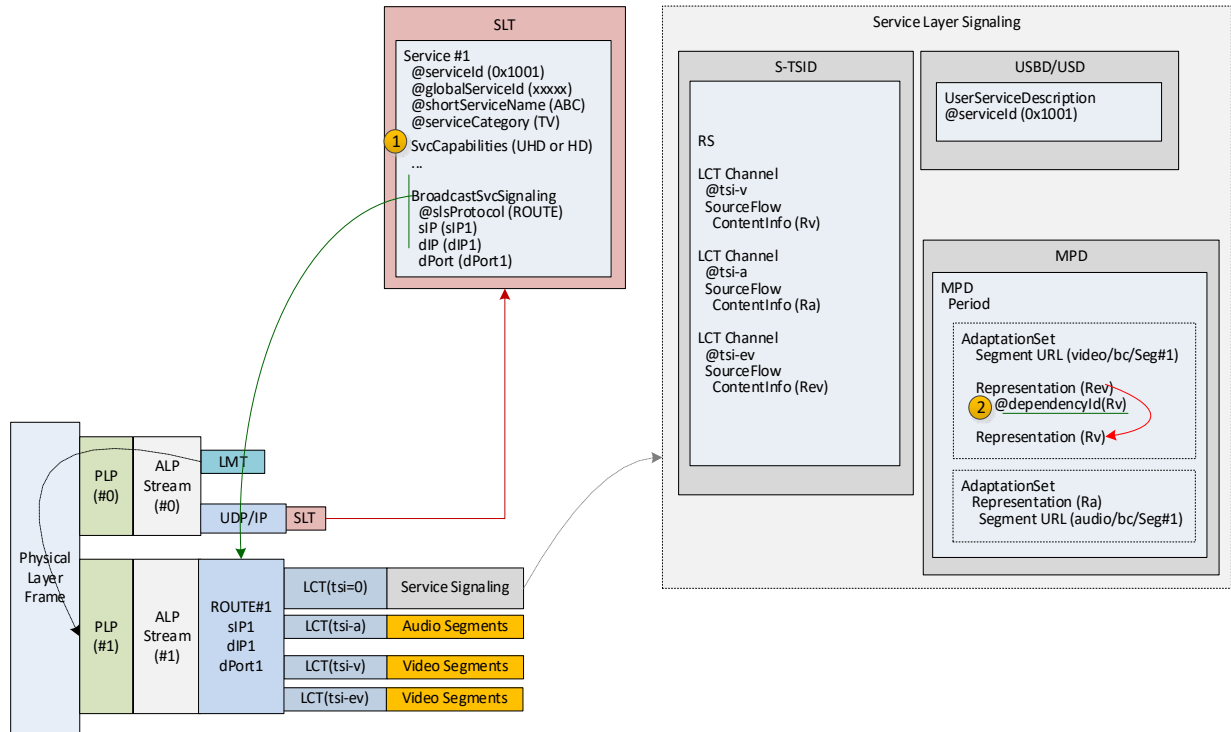 SLT
Service #1
@serviceId (0x1001)
@globalServiceId (xxxxx)
@shortServiceName (ABC)
@serviceCategory (TV)
1
SvcCapabilities (UHD or HD)
...
BroadcastSvcSignaling
@slsProtocol (ROUTE)
sIP (sIP1)
dIP (dIP1)
dPort (dPort1)
Service Layer Signaling
S-TSID
RS
LCT Channel
@tsi-v
SourceFlow
ContentInfo (Rv)
LCT Channel
@tsi-a
SourceFlow
ContentInfo (Ra)
LCT Channel
@tsi-ev
SourceFlow
ContentInfo (Rev)
USBD/USD
UserServiceDescription
@serviceId (0x1001)
MPD
MPD
Period
AdaptationSet
Segment URL (video/bc/Seg#1)
Representation (Rev)
2
@dependencyId(Rv)
Representation (Rv)
AdaptationSet
Representation (Ra)
Segment URL (audio/bc/Seg#1)
Physical
Layer
Frame
PLP
(#0)
ALP
Stream
(#0)
LMT
UDP/IP
SLT
PLP
(#1)
ALP
Stream
(#1)
ROUTE#1
sIP1
dIP1
dPort1
LCT(tsi=0)
Service Signaling
LCT(tsi-a)
Audio Segments
LCT(tsi-v)
Video Segments
LCT(tsi-ev)
Video Segments